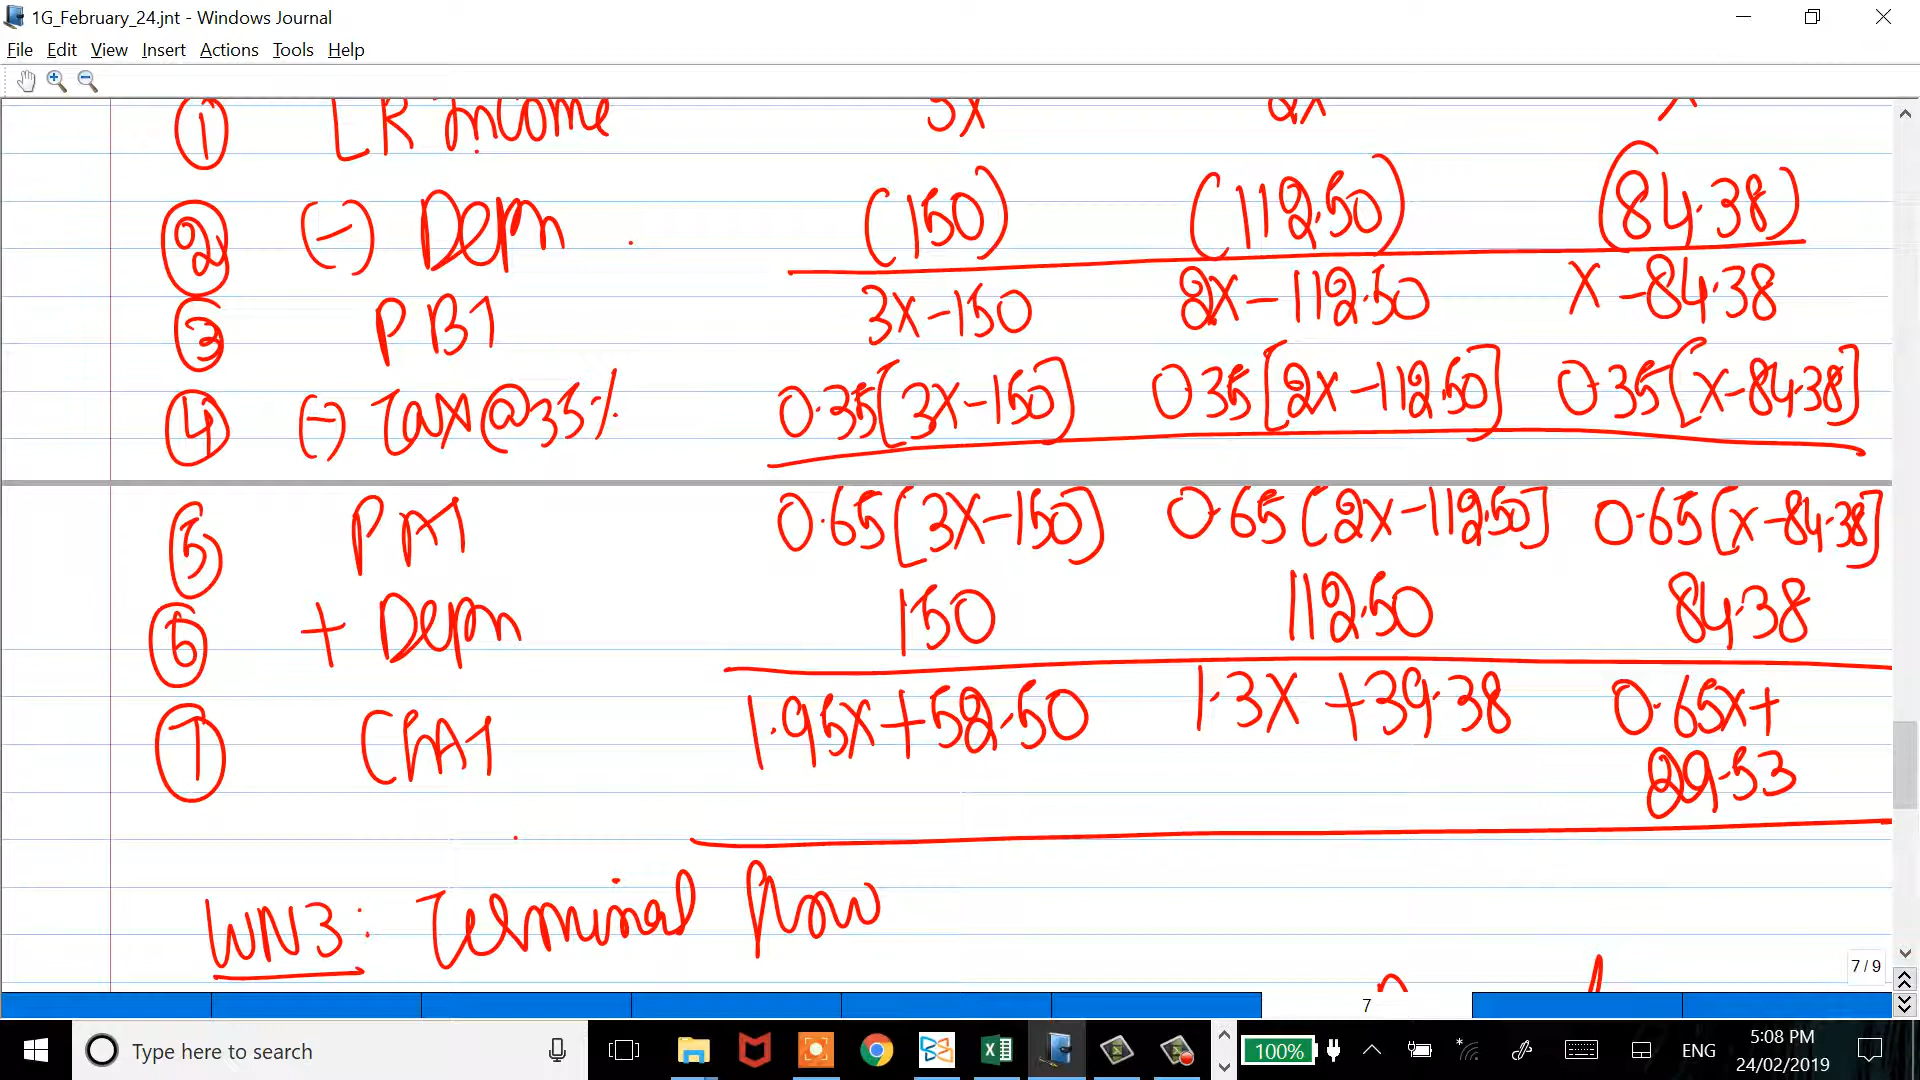 1G_February_24.jnt - Windows Journal
File Edit View Insert Actions Tools Help
① LR Income 3x 2x x
② (-) Depn (150) (112.50) (84.38)
③ PBT 3x-150 2x-112.50 x-84.38
④ (-) Tax@35% 0.35[3x-150] 0.35[2x-112.50] 0.35[x-84.38]
⑤ PAT 0.65[3x-150] 0.65[2x-112.50] 0.65[x-84.38]
⑥ + Depn 150 112.50 84.38
⑦ CFAT 1.95x+52.50 1.3x+39.38 0.65x+
29.53
WN3: Terminal flow
7 / 9
7
Type here to search
100%
ENG
5:08 PM
24/02/2019